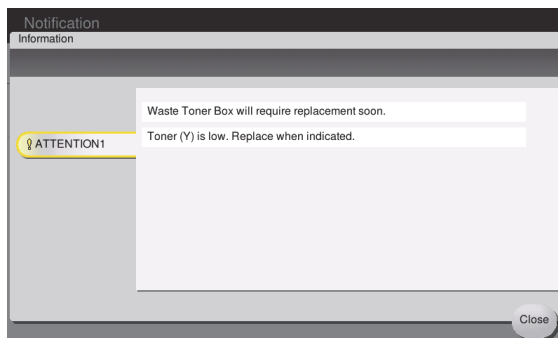 Notification
Information
Waste Toner Box will require replacement soon.
Toner (Y) is low. Replace when indicated.
ATTENTION1
Close